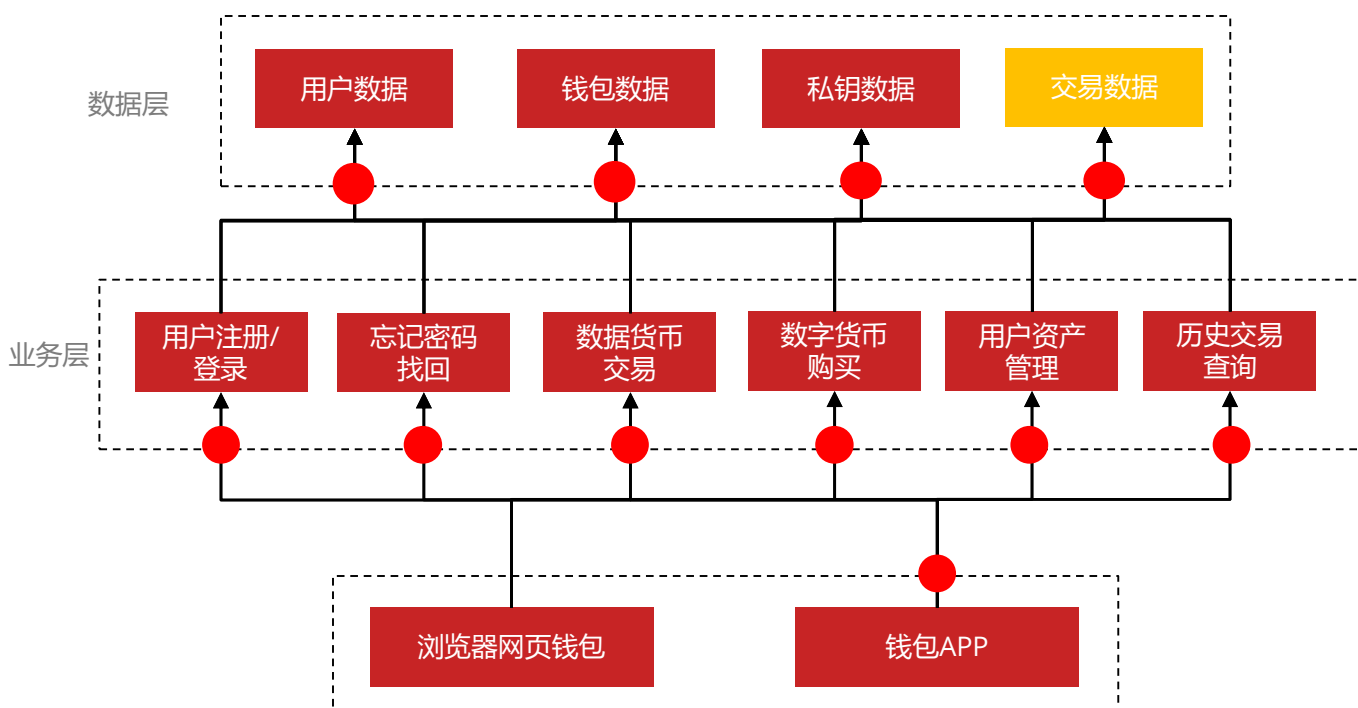 数据层
用户数据
钱包数据
私钥数据
交易数据
业务层
用户注册/
登录
忘记密码
找回
数据货币
交易
数字货币
购买
用户资产
管理
历史交易
查询
浏览器网页钱包
钱包APP